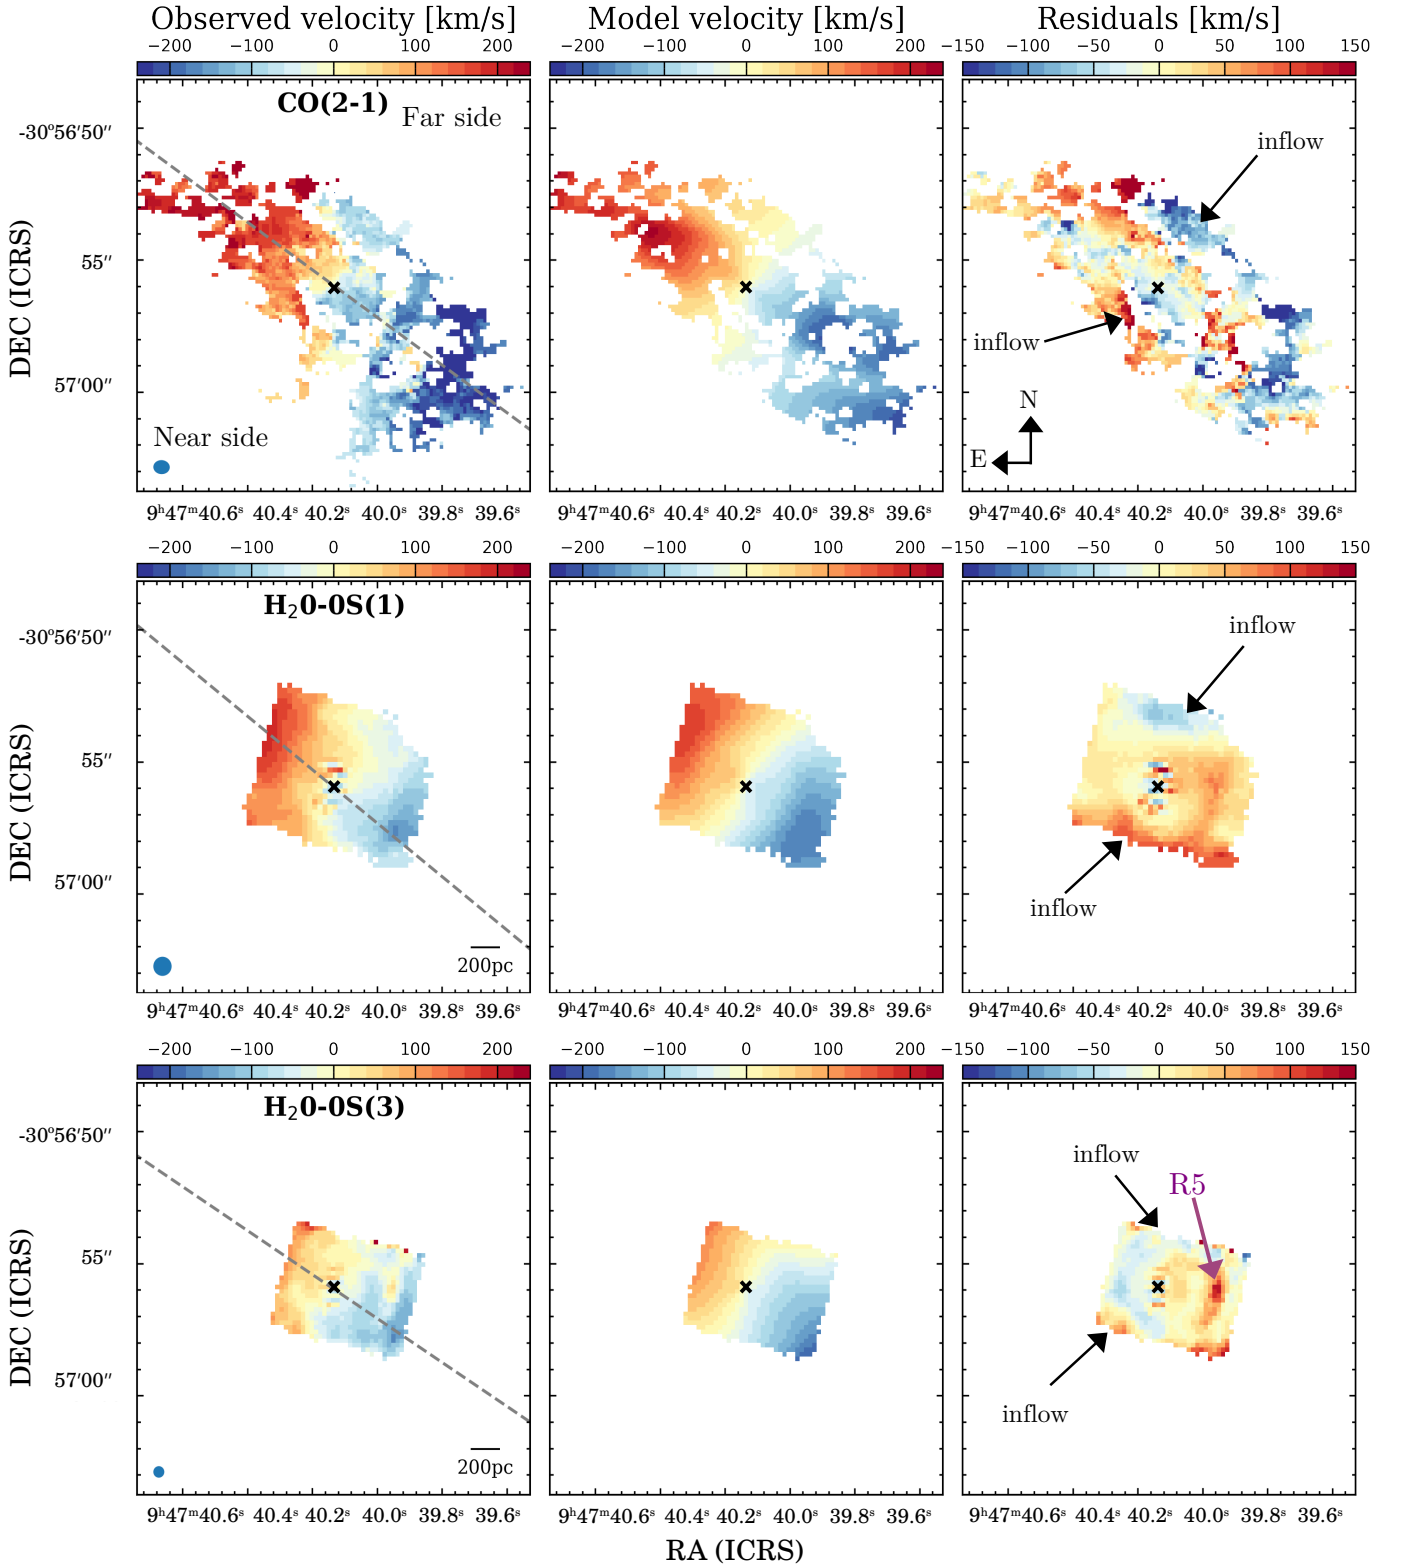 Observed velocity [km/s] Model velocity [km/s] Residuals [km/s]
−200 −100 0 100 200 −200 −100 0 100 200 −150 −100 −50 0 50 100 150
CO(2-1) Far side
-30°56′50″
inflow
55″
inflow
57′00″
N
E
Near side
DEC (ICRS)
9ʰ47ᵐ40.6ˢ 40.4ˢ 40.2ˢ 40.0ˢ 39.8ˢ 39.6ˢ 9ʰ47ᵐ40.6ˢ 40.4ˢ 40.2ˢ 40.0ˢ 39.8ˢ 39.6ˢ 9ʰ47ᵐ40.6ˢ 40.4ˢ 40.2ˢ 40.0ˢ 39.8ˢ 39.6ˢ
−200 −100 0 100 200 −200 −100 0 100 200 −150 −100 −50 0 50 100 150
H₂0-0S(1)
-30°56′50″
inflow
55″
57′00″
inflow
200pc
DEC (ICRS)
9ʰ47ᵐ40.6ˢ 40.4ˢ 40.2ˢ 40.0ˢ 39.8ˢ 39.6ˢ 9ʰ47ᵐ40.6ˢ 40.4ˢ 40.2ˢ 40.0ˢ 39.8ˢ 39.6ˢ 9ʰ47ᵐ40.6ˢ 40.4ˢ 40.2ˢ 40.0ˢ 39.8ˢ 39.6ˢ
−200 −100 0 100 200 −200 −100 0 100 200 −150 −100 −50 0 50 100 150
H₂0-0S(3)
-30°56′50″
inflow
R5
55″
57′00″
inflow
200pc
DEC (ICRS)
9ʰ47ᵐ40.6ˢ 40.4ˢ 40.2ˢ 40.0ˢ 39.8ˢ 39.6ˢ 9ʰ47ᵐ40.6ˢ 40.4ˢ 40.2ˢ 40.0ˢ 39.8ˢ 39.6ˢ 9ʰ47ᵐ40.6ˢ 40.4ˢ 40.2ˢ 40.0ˢ 39.8ˢ 39.6ˢ
RA (ICRS)